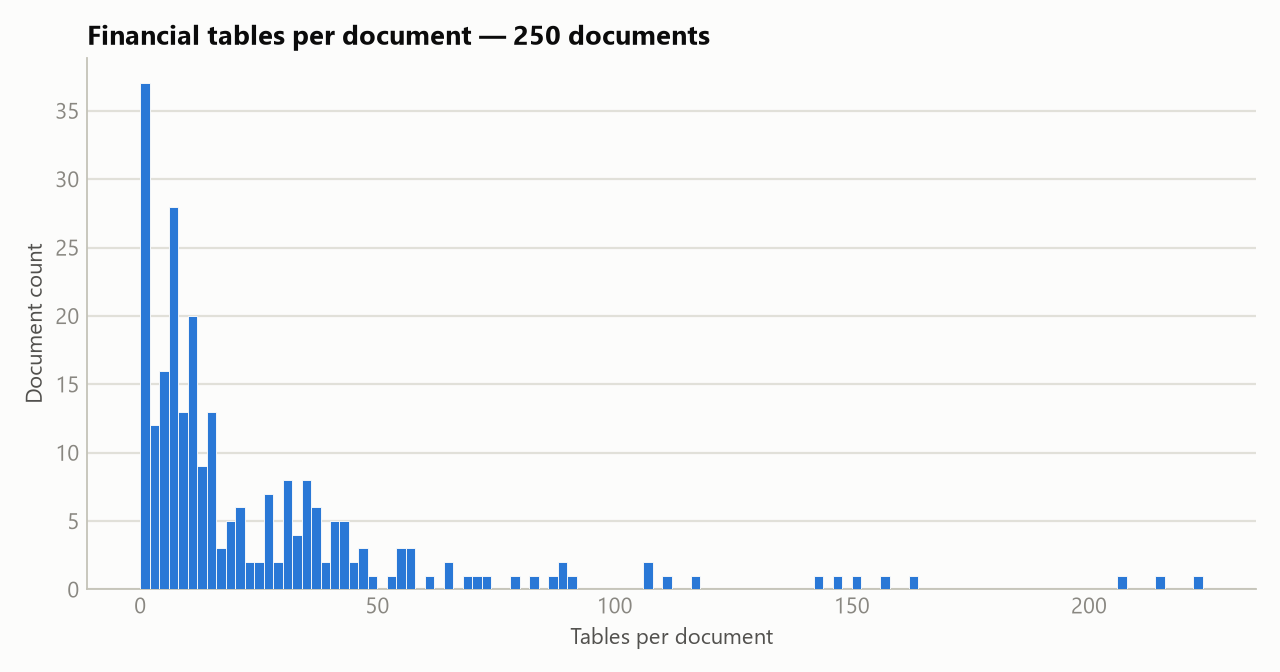 Financial tables per document — 250 documents
Document count
35
30
25
20
15
10
5
0
0 50 100 150 200
Tables per document